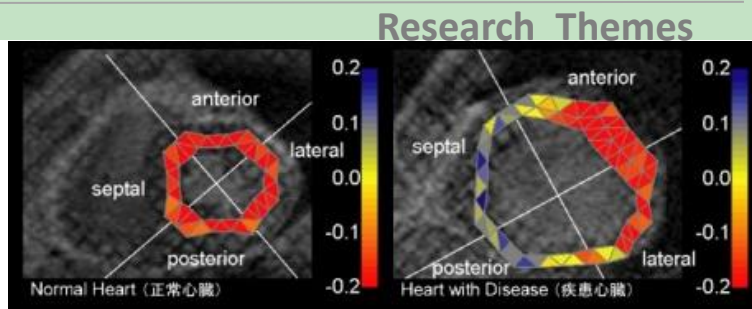 Research Themes
anterior
lateral
septal
posterior
Normal Heart (正常心臓)
0.2
0.1
0.0
-0.1
-0.2
anterior
septal
lateral
posterior
Heart with Disease (疾患心臓)
0.2
0.1
0.0
-0.1
-0.2